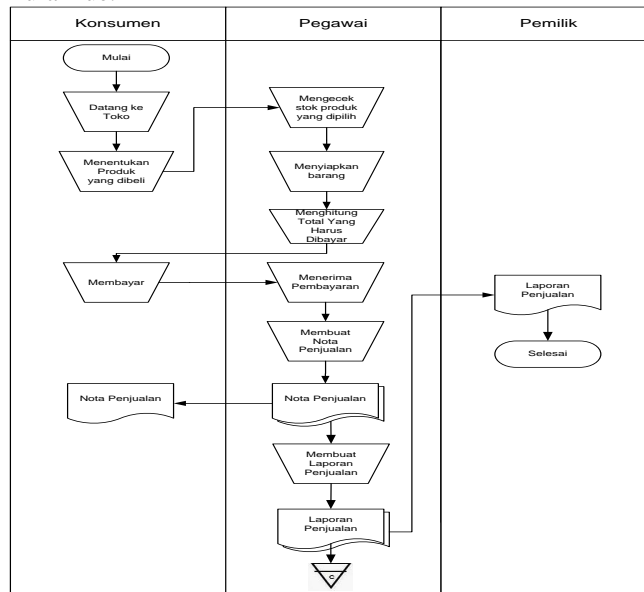 Konsumen
Pegawai
Pemilik
Mulai
Datang ke
Toko
Menentukan
Produk
yang dibeli
Mengecek
stok produk
yang dipilih
Menyiapkan
barang
Menghitung
Total Yang
Harus
Dibayar
Membayar
Menerima
Pembayaran
Membuat
Nota
Penjualan
Nota Penjualan
Nota Penjualan
Membuat
Laporan
Penjualan
Laporan
Penjualan
C
Laporan
Penjualan
Selesai